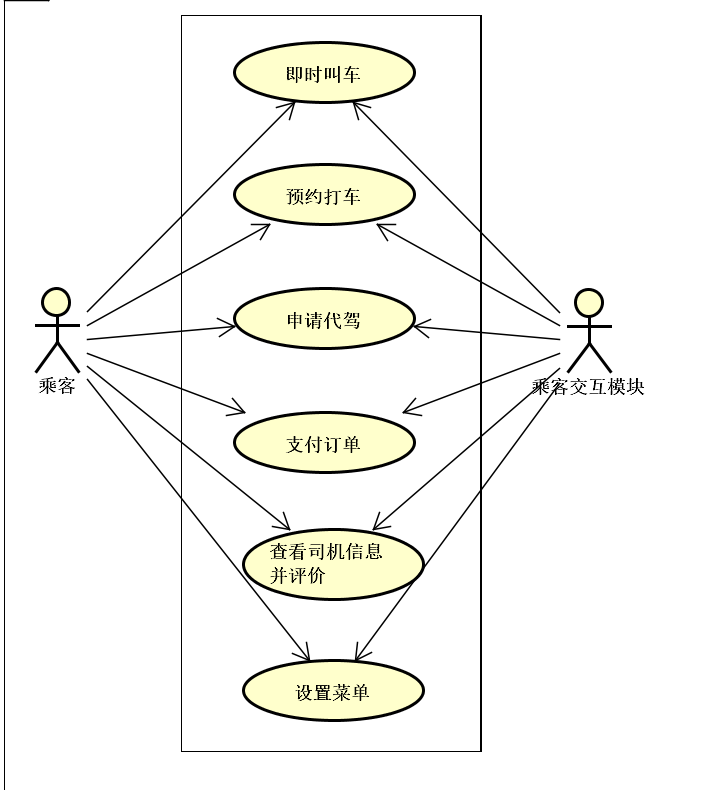 即时叫车
预约打车
申请代驾
乘客
乘客交互模块
支付订单
查看司机信息
并评价
设置菜单